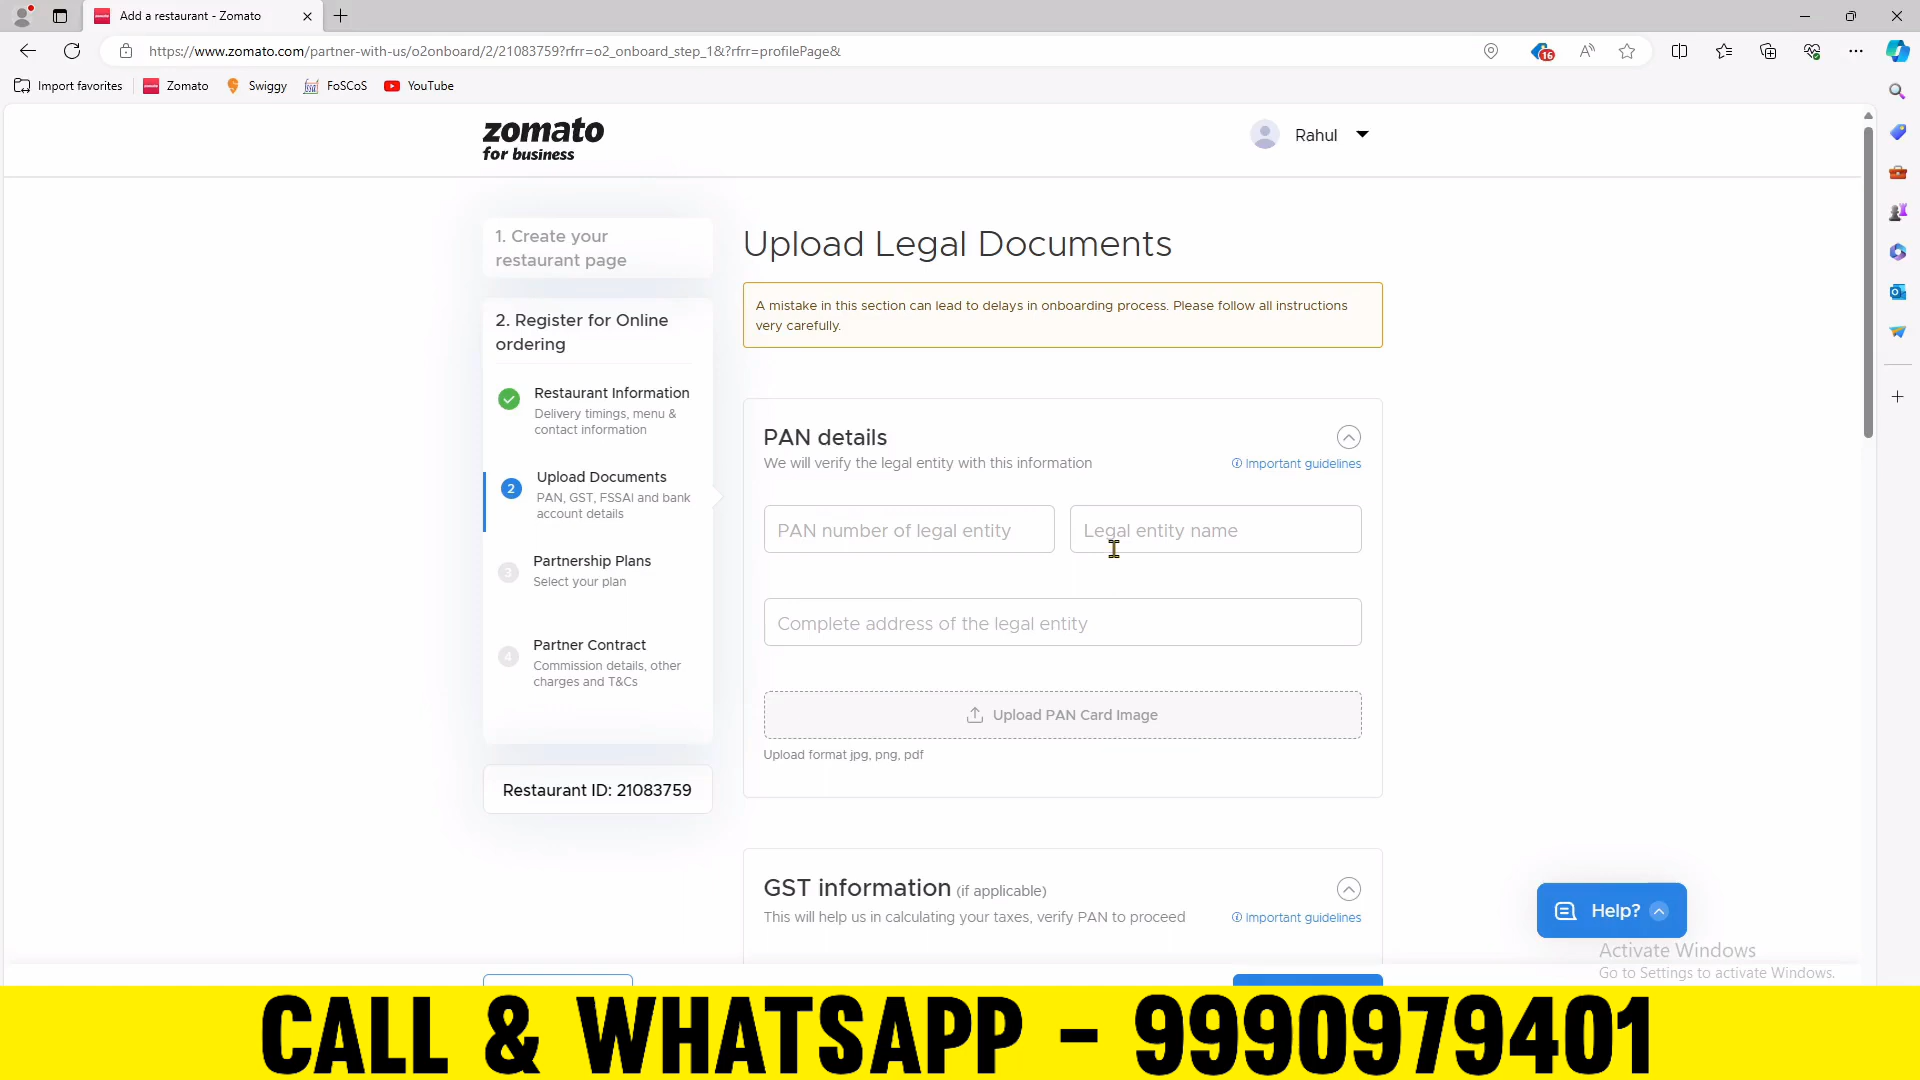 Add a restaurant - Zomato
https://www.zomato.com/partner-with-us/o2onboard/2/21083759?rfrr=o2_onboard_step_1&?rfrr=profilePage&
16
Import favorites
Zomato
Swiggy
FoSCoS
YouTube
zomato
for business
Rahul
1. Create your
restaurant page
2. Register for Online
ordering
Restaurant Information
Delivery timings, menu &
contact information
2
Upload Documents
PAN, GST, FSSAI and bank
account details
3
Partnership Plans
Select your plan
4
Partner Contract
Commission details, other
charges and T&Cs
Restaurant ID: 21083759
Upload Legal Documents
A mistake in this section can lead to delays in onboarding process. Please follow all instructions
very carefully.
PAN details
We will verify the legal entity with this information
Important guidelines
PAN number of legal entity
Legal entity name
Complete address of the legal entity
Upload PAN Card Image
Upload format jpg, png, pdf
GST information (if applicable)
This will help us in calculating your taxes, verify PAN to proceed
Important guidelines
Help?
Activate Windows
Go to Settings to activate Windows.
CALL & WHATSAPP - 9990979401